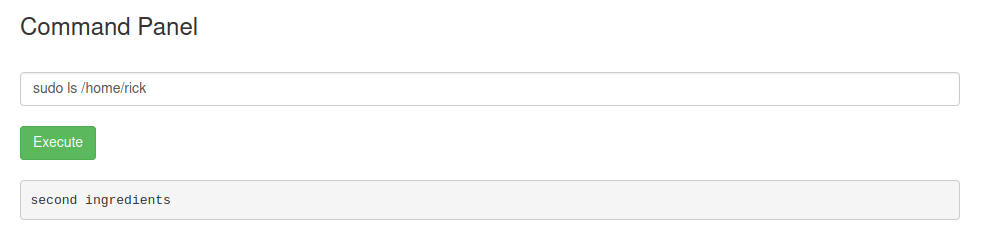 Command Panel
sudo ls /home/rick
Execute
second ingredients